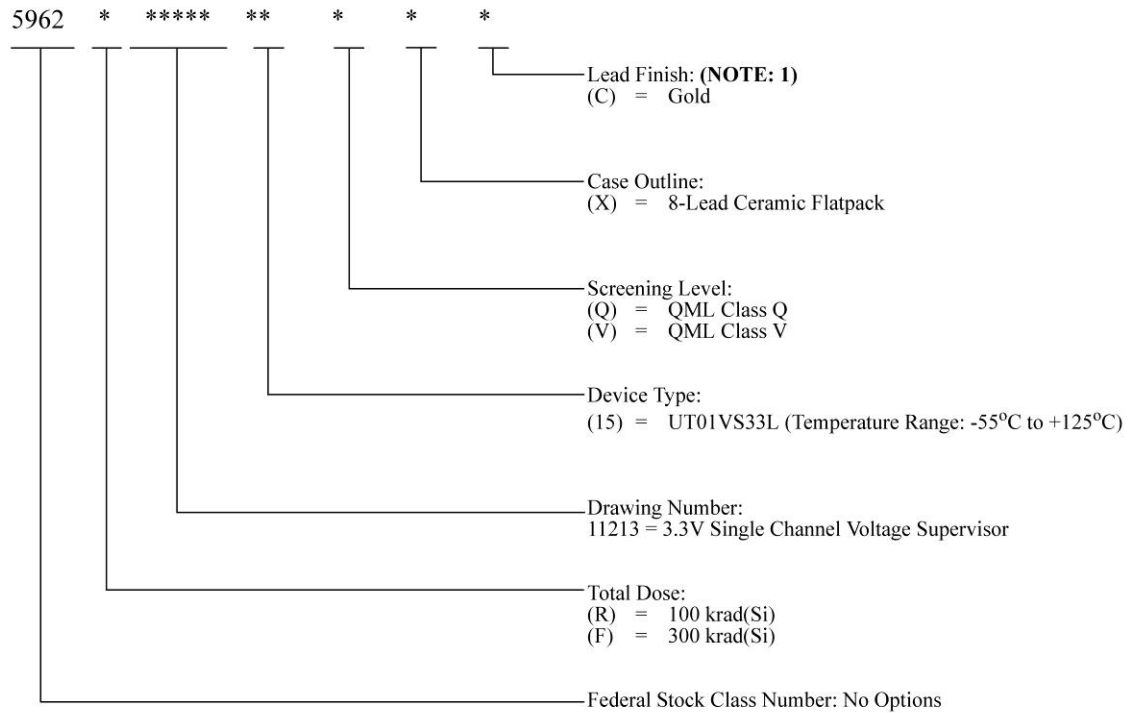 5962 * ***** ** * * *
Lead Finish: (NOTE: 1)
(C) = Gold
Case Outline:
(X) = 8-Lead Ceramic Flatpack
Screening Level:
(Q) = QML Class Q
(V) = QML Class V
Device Type:
(15) = UT01VS33L (Temperature Range: -55°C to +125°C)
Drawing Number:
11213 = 3.3V Single Channel Voltage Supervisor
Total Dose:
(R) = 100 krad(Si)
(F) = 300 krad(Si)
Federal Stock Class Number: No Options